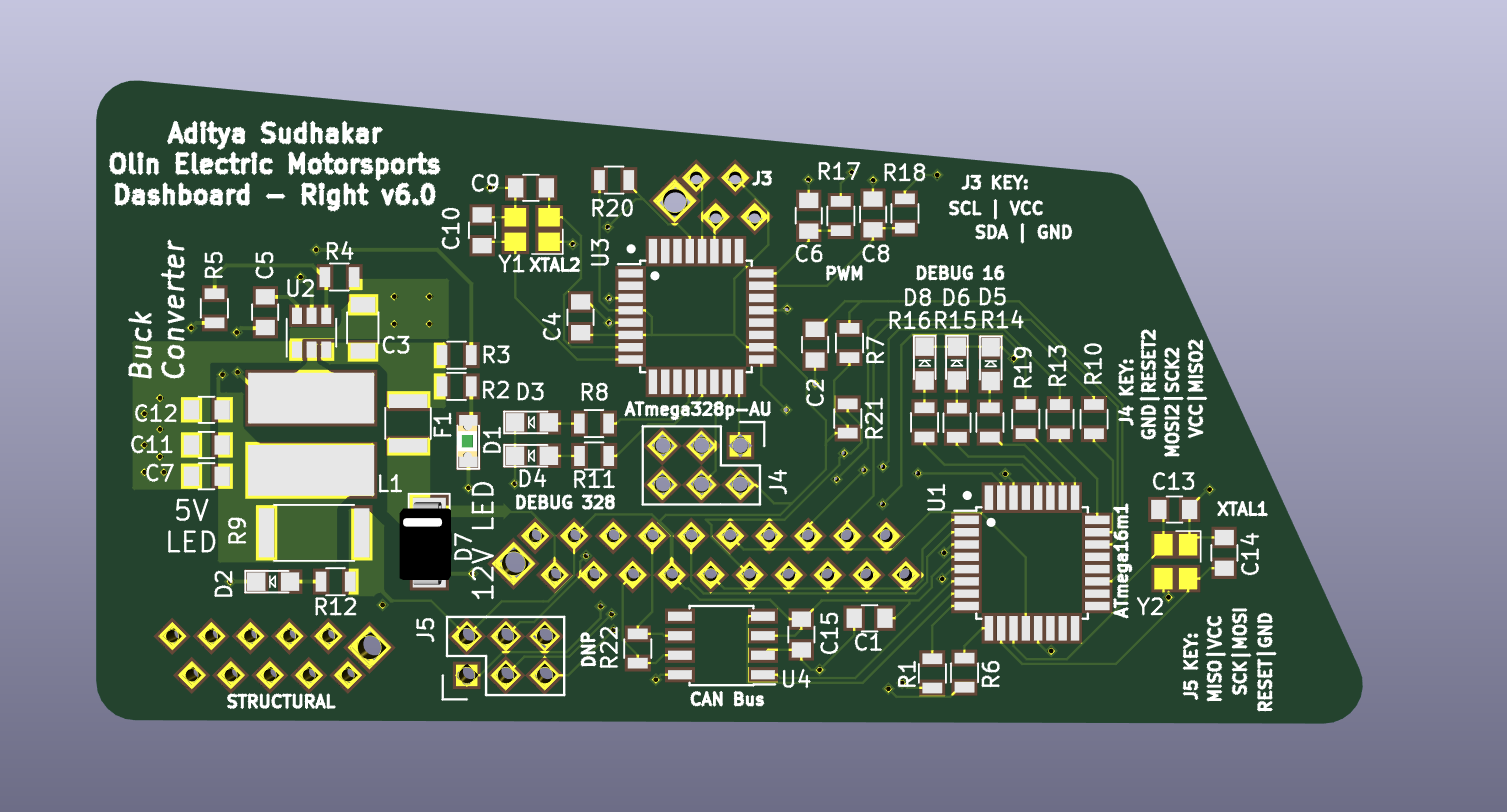 Aditya Sudhakar
Olin Electric Motorsports
Dashboard - Right v6.0
C9
C10
Y1
XTAL2
R20
J3
U3
R17
R18
C6
C8
PWM
J3 KEY:
SCL | VCC
SDA | GND
Buck
Converter
R5
C5
R4
U2
C3
C4
R3
R2
DEBUG 16
D8
D6
D5
R16
R15
R14
C2
R7
R21
R19
R13
R10
J4 KEY:
GND|RESET2
MOSI2|SCK2
VCC|MISO2
C12
C11
C7
L1
F1
D1
D3
R8
D4
R11
DEBUG 328
ATmega328p-AU
J4
5V
LED
R9
D2
R12
D7
12V LED
U1
ATmega16m1
C13
XTAL1
C14
Y2
STRUCTURAL
J5
DNP
R22
CAN Bus
U4
C15
C1
R1
R6
J5 KEY:
MISO|VCC
SCK|MOSI
RESET|GND